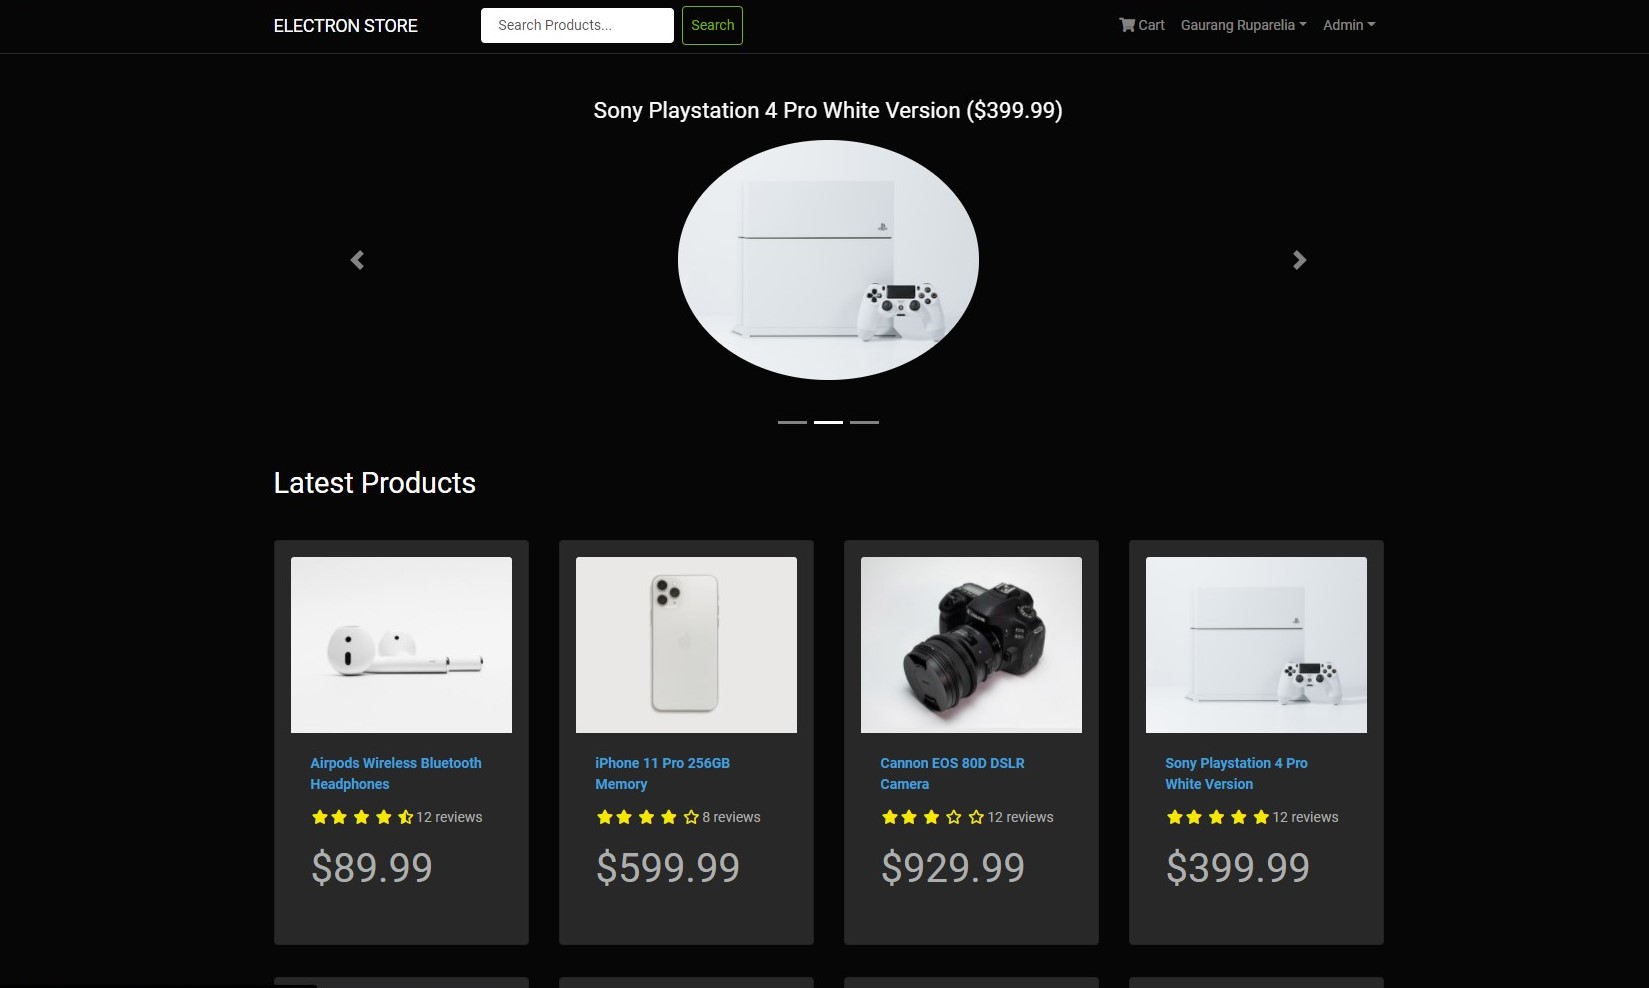 ELECTRON STORE
Search Products...
Search
Cart
Gaurang Ruparelia
Admin
Sony Playstation 4 Pro White Version ($399.99)
Latest Products
Airpods Wireless Bluetooth
Headphones
12 reviews
$89.99
iPhone 11 Pro 256GB
Memory
8 reviews
$599.99
Cannon EOS 80D DSLR
Camera
12 reviews
$929.99
Sony Playstation 4 Pro
White Version
12 reviews
$399.99